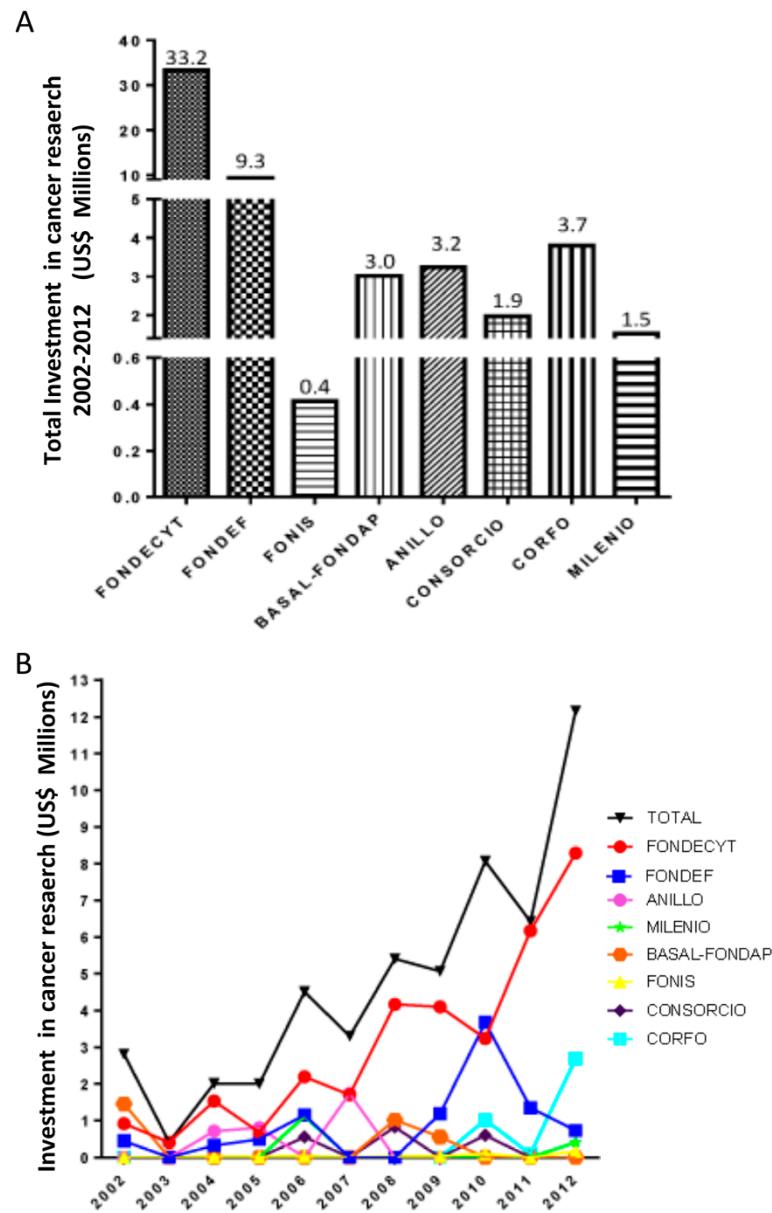 A
Total Investment in cancer resaerch
2002-2012 (US$ Millions)
40
30
20
10
5
4
3
2
0.6
0.4
0.2
0.0
33.2
9.3
0.4
3.0
3.2
1.9
3.7
1.5
FONDECYT
FONDEF
FONIS
BASAL-FONDAP
ANILLO
CONSORCIO
CORFO
MILENIO
B
Investment in cancer resaerch (US$ Millions)
13
12
11
10
9
8
7
6
5
4
3
2
1
0
2002
2003
2004
2005
2006
2007
2008
2009
2010
2011
2012
TOTAL
FONDECYT
FONDEF
ANILLO
MILENIO
BASAL-FONDAP
FONIS
CONSORCIO
CORFO